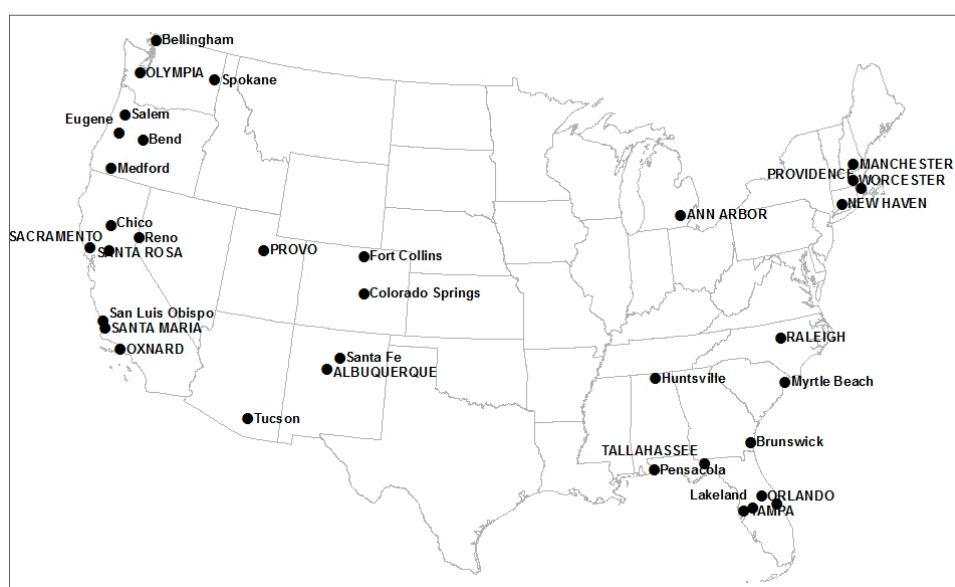 Bellingham
OLYMPIA
Spokane
Salem
Eugene
Bend
Medford
MANCHESTER
PROVIDENCE
WORCESTER
NEW HAVEN
ANN ARBOR
Chico
SACRAMENTO
Reno
SANTA ROSA
PROVO
Fort Collins
Colorado Springs
San Luis Obispo
SANTA MARIA
OXNARD
RALEIGH
Santa Fe
ALBUQUERQUE
Huntsville
Myrtle Beach
Tucson
Brunswick
TALLAHASSEE
Pensacola
Lakeland
ORLANDO
TAMPA